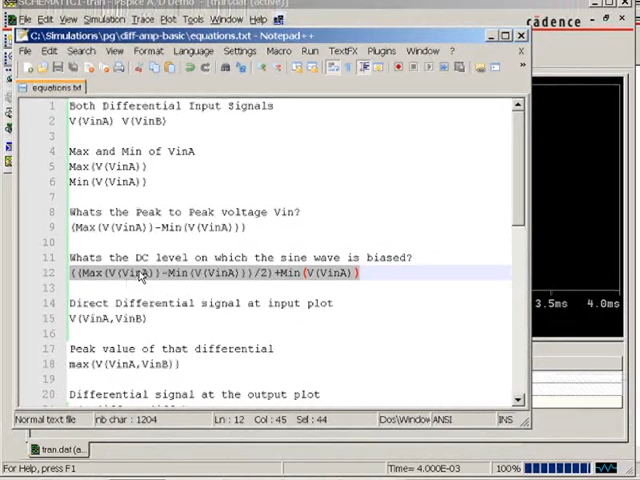 SCHEMATIC1-tran - PSpice A/D Demo - [tran.dat (active)]
File Edit View Simulation Trace Plot Tools Window Help
cādence
C:\Simulations\pg\diff-amp-basic\equations.txt - Notepad++
File Edit Search View Format Language Settings Macro Run TextFX Plugins Window ?
equations.txt
1 Both Differential Input Signals
2 V(VinA) V(VinB)
3
4 Max and Min of VinA
5 Max(V(VinA))
6 Min(V(VinA))
7
8 Whats the Peak to Peak voltage Vin?
9 (Max(V(VinA))-Min(V(VinA)))
10
11 Whats the DC level on which the sine wave is biased?
12 ((Max(V(VinA))-Min(V(VinA)))/2)+Min(V(VinA))
13
14 Direct Differential signal at input plot
15 V(VinA,VinB)
16
17 Peak value of that differential
18 max(V(VinA,VinB))
19
20 Differential signal at the output plot
3.5ms 4.0ms
Normal text file nb char : 1204 Ln : 12 Col : 45 Sel : 44 Dos\Window ANSI INS
tran.dat (a...
For Help, press F1 Time= 4.000E-03 100%